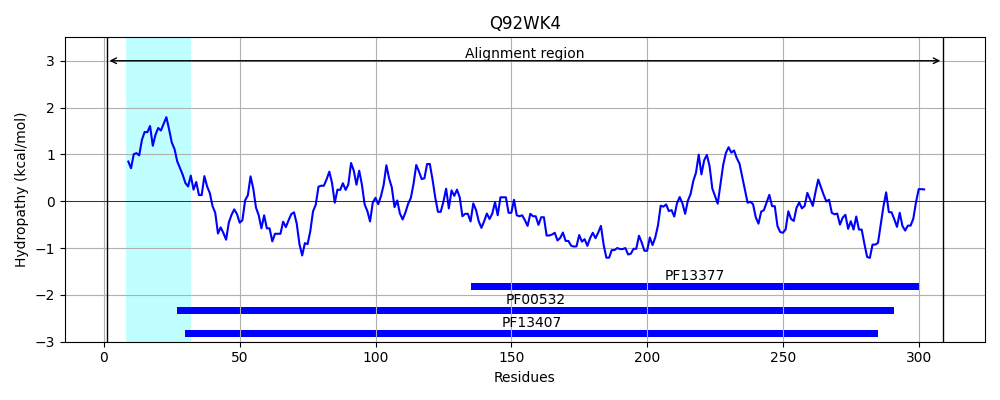 Q92WK4
Alignment region
Hydropathy (kcal/mol)
3
2
1
0
−1
−2
−3
PF13377
PF00532
PF13407
0 50 100 150 200 250 300
Residues